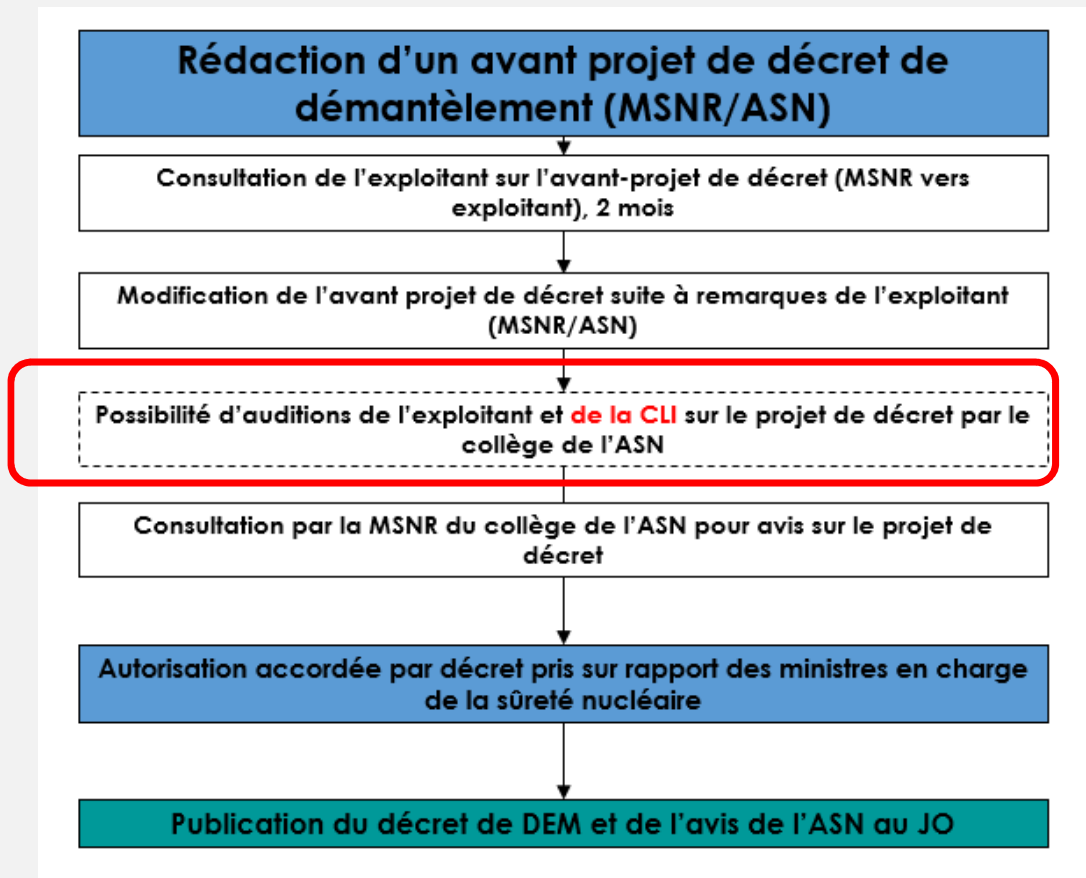 Rédaction d'un avant projet de décret de
démantèlement (MSNR/ASN)
Consultation de l'exploitant sur l'avant-projet de décret (MSNR vers
exploitant), 2 mois
Modification de l'avant projet de décret suite à remarques de l'exploitant
(MSNR/ASN)
Possibilité d'auditions de l'exploitant et de la CLI sur le projet de décret par le
collège de l'ASN
Consultation par la MSNR du collège de l'ASN pour avis sur le projet de
décret
Autorisation accordée par décret pris sur rapport des ministres en charge
de la sûreté nucléaire
Publication du décret de DEM et de l'avis de l'ASN au JO